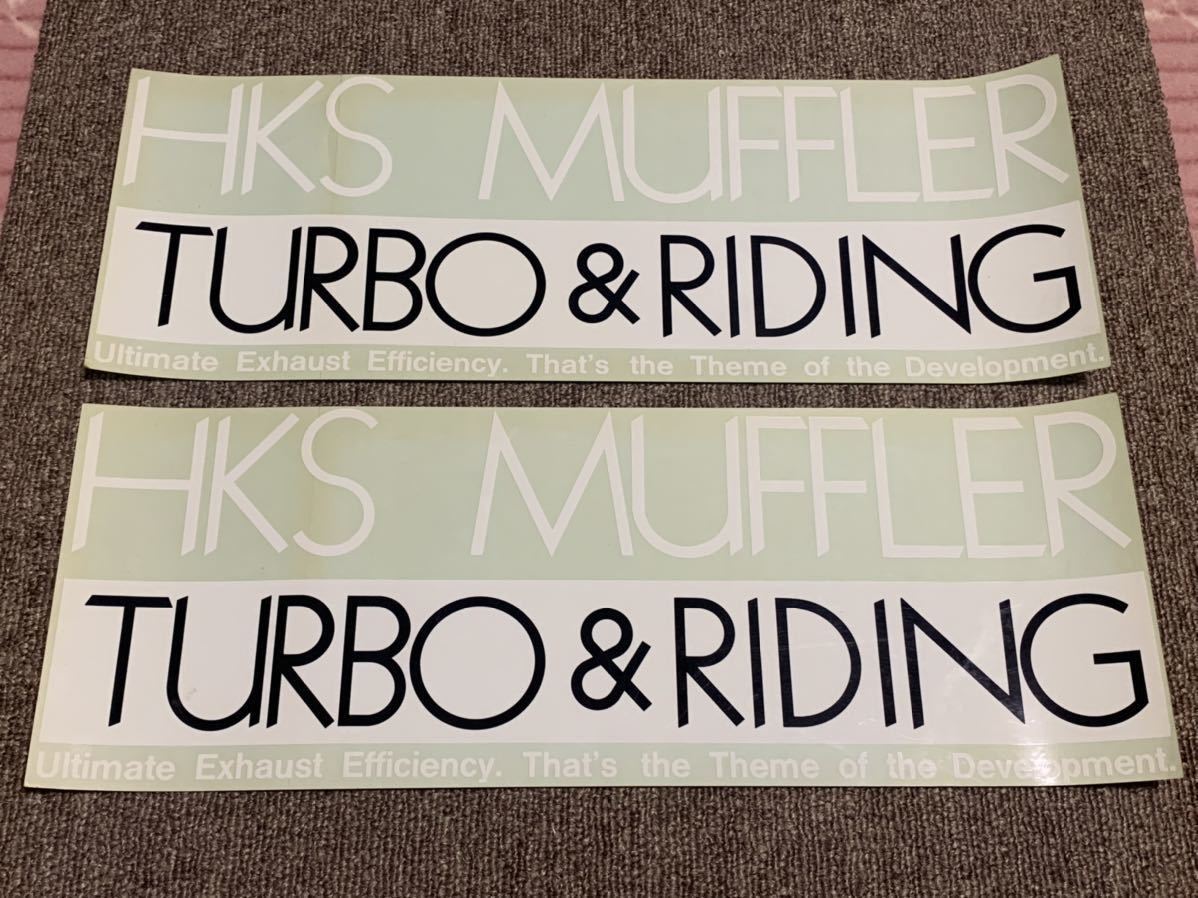 HKS MUFFLER
TURBO & RIDING
Ultimate Exhaust Efficiency. That's the Theme of the Development.
HKS MUFFLER
TURBO & RIDING
Ultimate Exhaust Efficiency. That's the Theme of the Development.